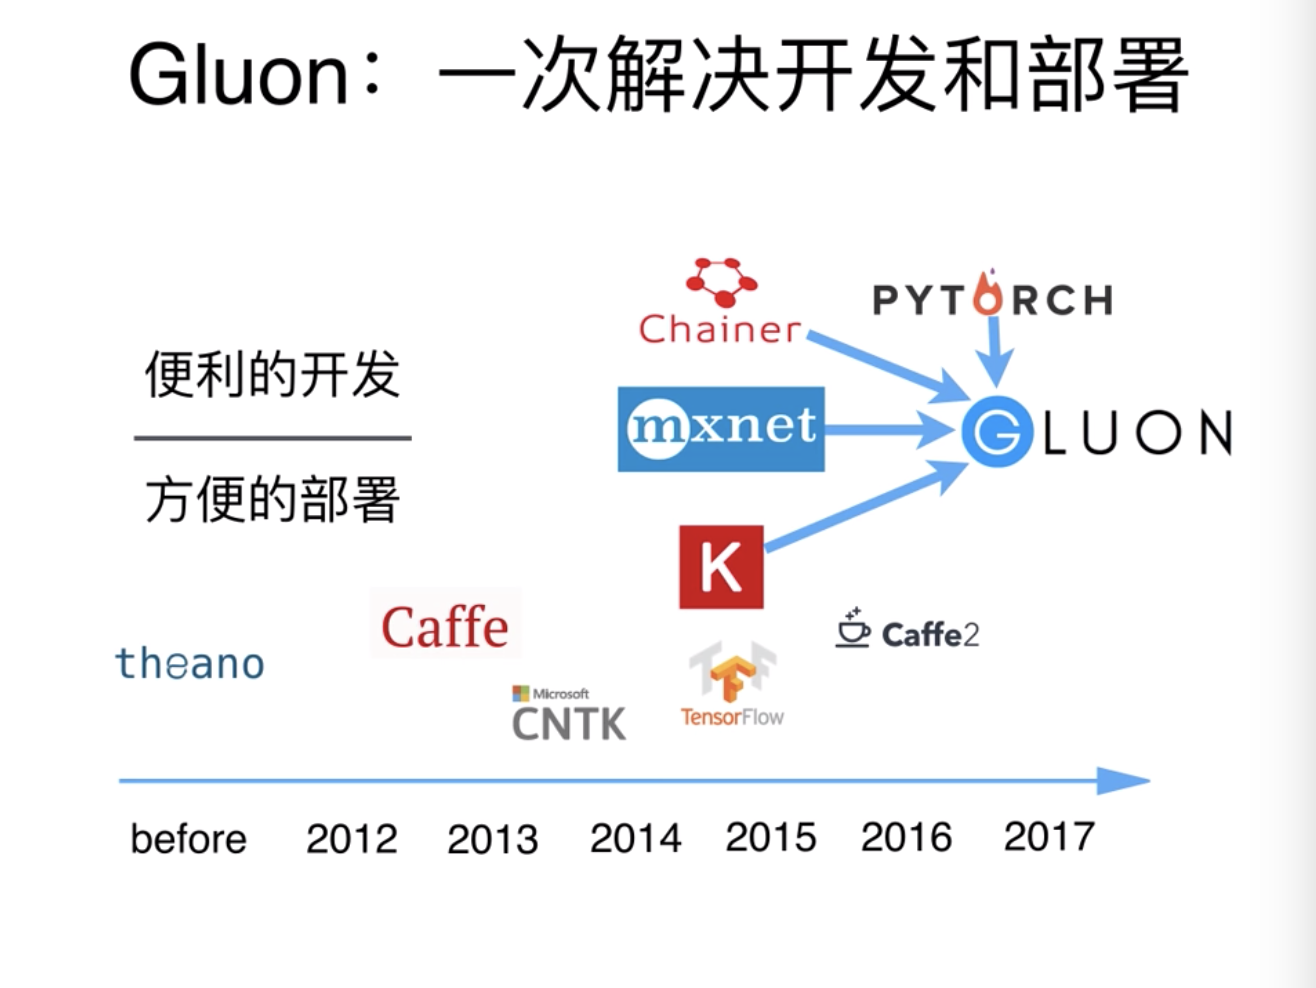 Gluon：一次解决开发和部署
Chainer
PYTORCH
便利的开发
mxnet
GLUON
方便的部署
K
Caffe
Caffe2
theano
Microsoft
CNTK
TensorFlow
before 2012 2013 2014 2015 2016 2017